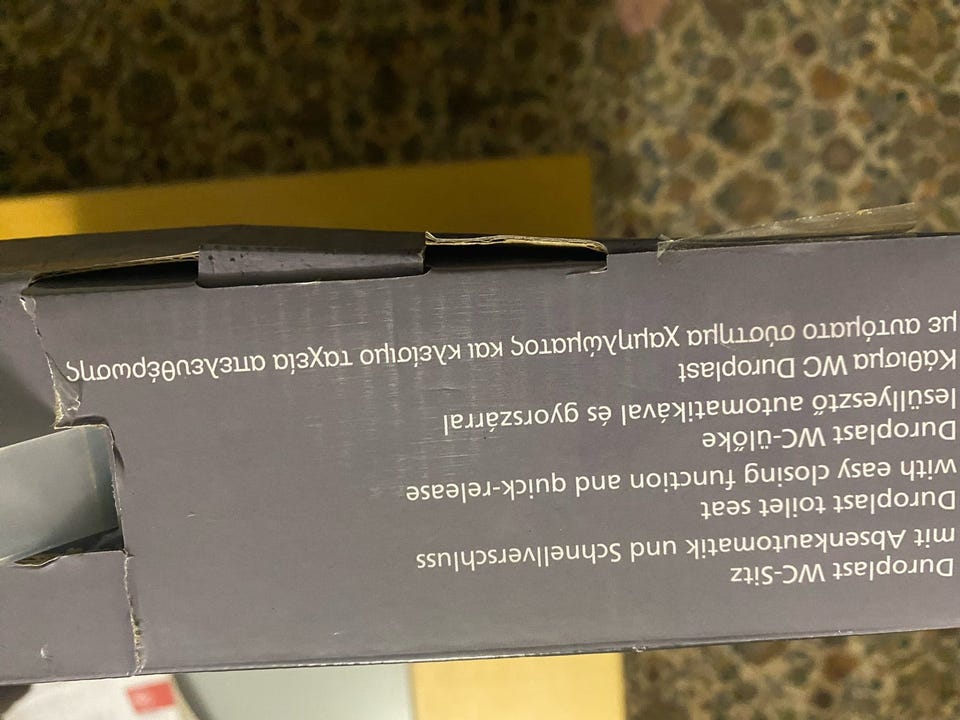 Duroplast WC-Sitz
mit Absenkautomatik und Schnellverschluss
Duroplast toilet seat
with easy closing function and quick-release
Duroplast WC-ülőke
lesüllyesztő automatikával és gyorszárral
Κάθισμα WC Duroplast
με αυτόματο σύστημα χαμηλώματος και κλείσιμο ταχεία απελευθέρωσης